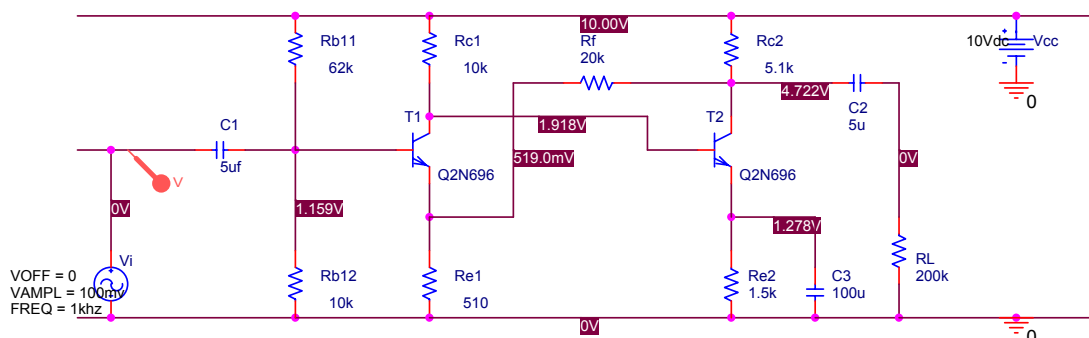 10.00V
Rb11
62k
Rc1
10k
Rf
20k
Rc2
5.1k
10Vdc
Vcc
0
4.722V
C2
5u
C1
5uf
T1
1.918V
T2
519.0mV
Q2N696
Q2N696
V
0V
0V
1.159V
1.278V
Vi
VOFF = 0
VAMPL = 100mv
FREQ = 1khz
Rb12
10k
Re1
510
Re2
1.5k
C3
100u
RL
200k
0V
0